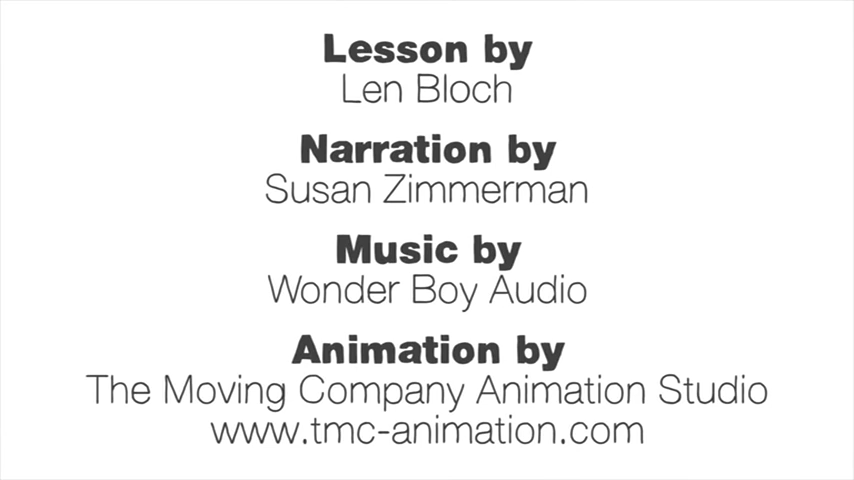 Lesson by
Len Bloch
Narration by
Susan Zimmerman
Music by
Wonder Boy Audio
Animation by
The Moving Company Animation Studio
www.tmc-animation.com